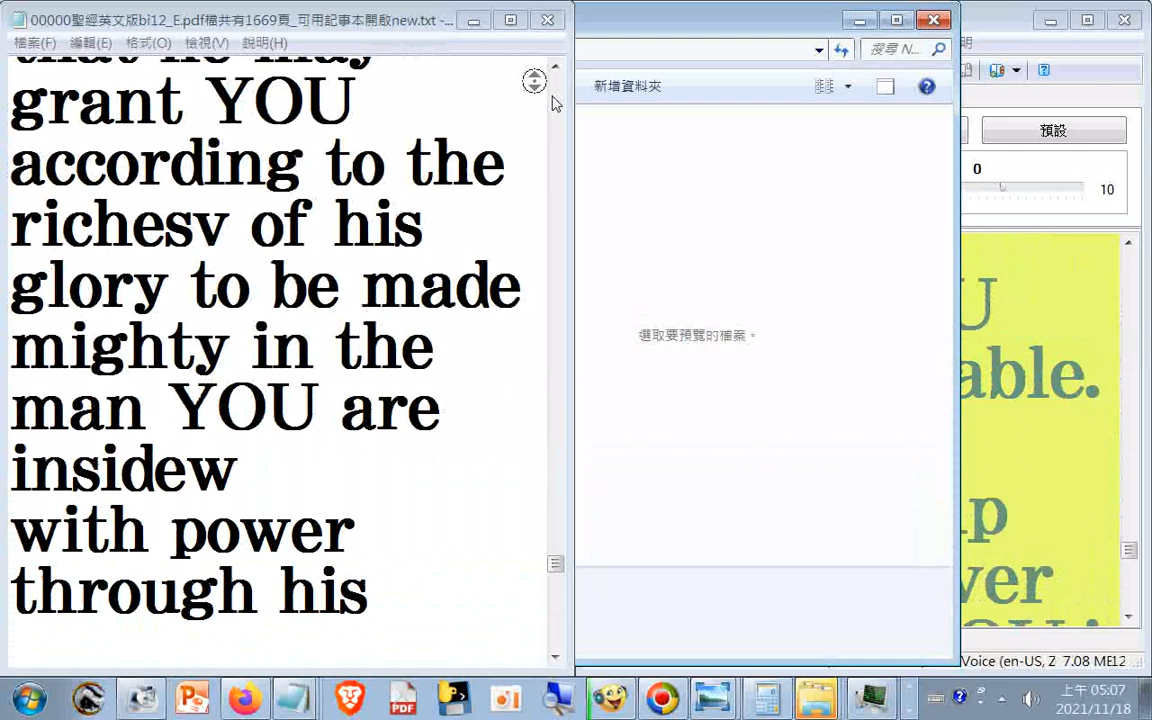 00000聖經英文版bi12_E.pdf檔共有1669頁_可用記事本開啟new.txt -...
檔案(F) 編輯(E) 格式(O) 檢視(V) 說明(H)
that he may
grant YOU
according to the
richesv of his
glory to be made
mighty in the
man YOU are
insidew
with power
through his
搜尋 N...
新增資料夾
選取要預覽的檔案。
明
預設
0
10
U
able.
p
ver
Voice (en-US, Z 7.08 ME12
PDF
上午 05:07
2021/11/18